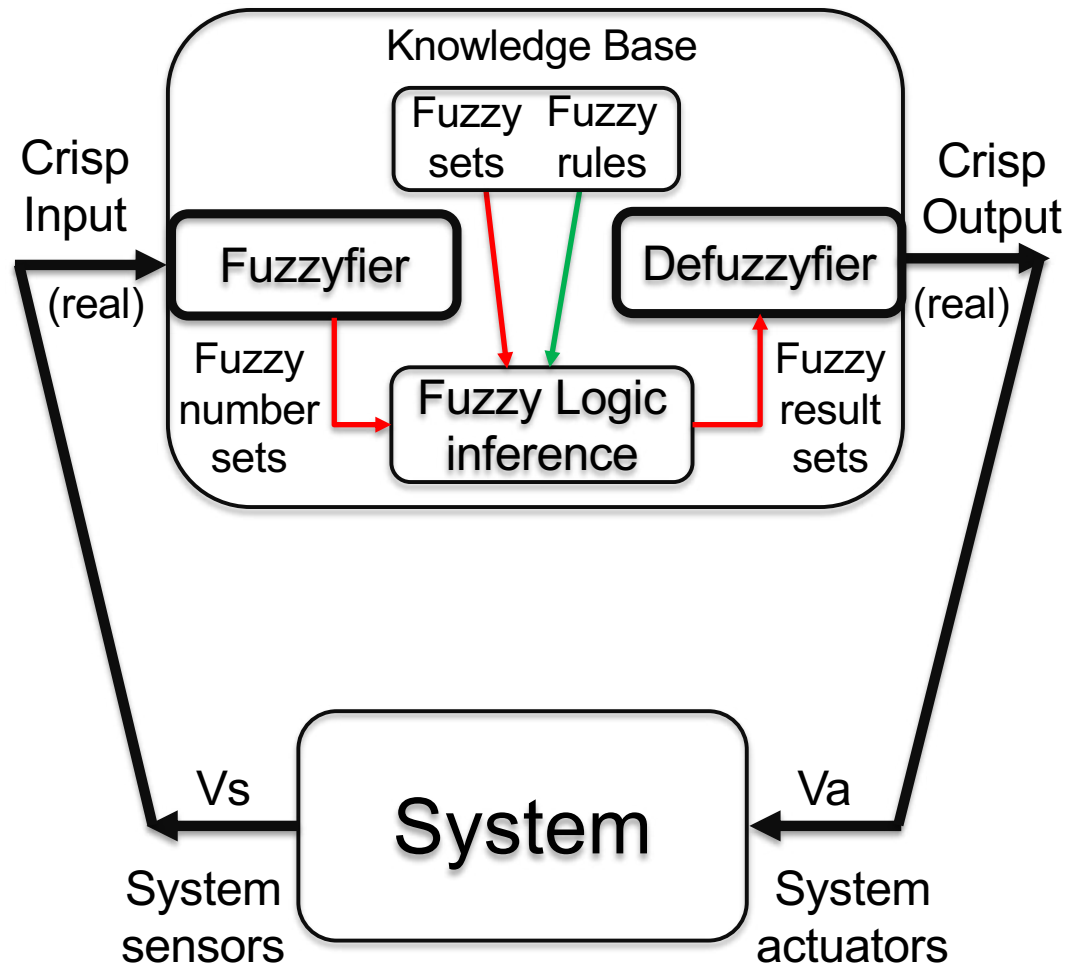 Knowledge Base
Fuzzy sets
Fuzzy rules
Crisp
Input
(real)
Fuzzyfier
Defuzzyfier
Crisp
Output
(real)
Fuzzy
number
sets
Fuzzy Logic
inference
Fuzzy
result
sets
Vs
System
Va
System
sensors
System
actuators